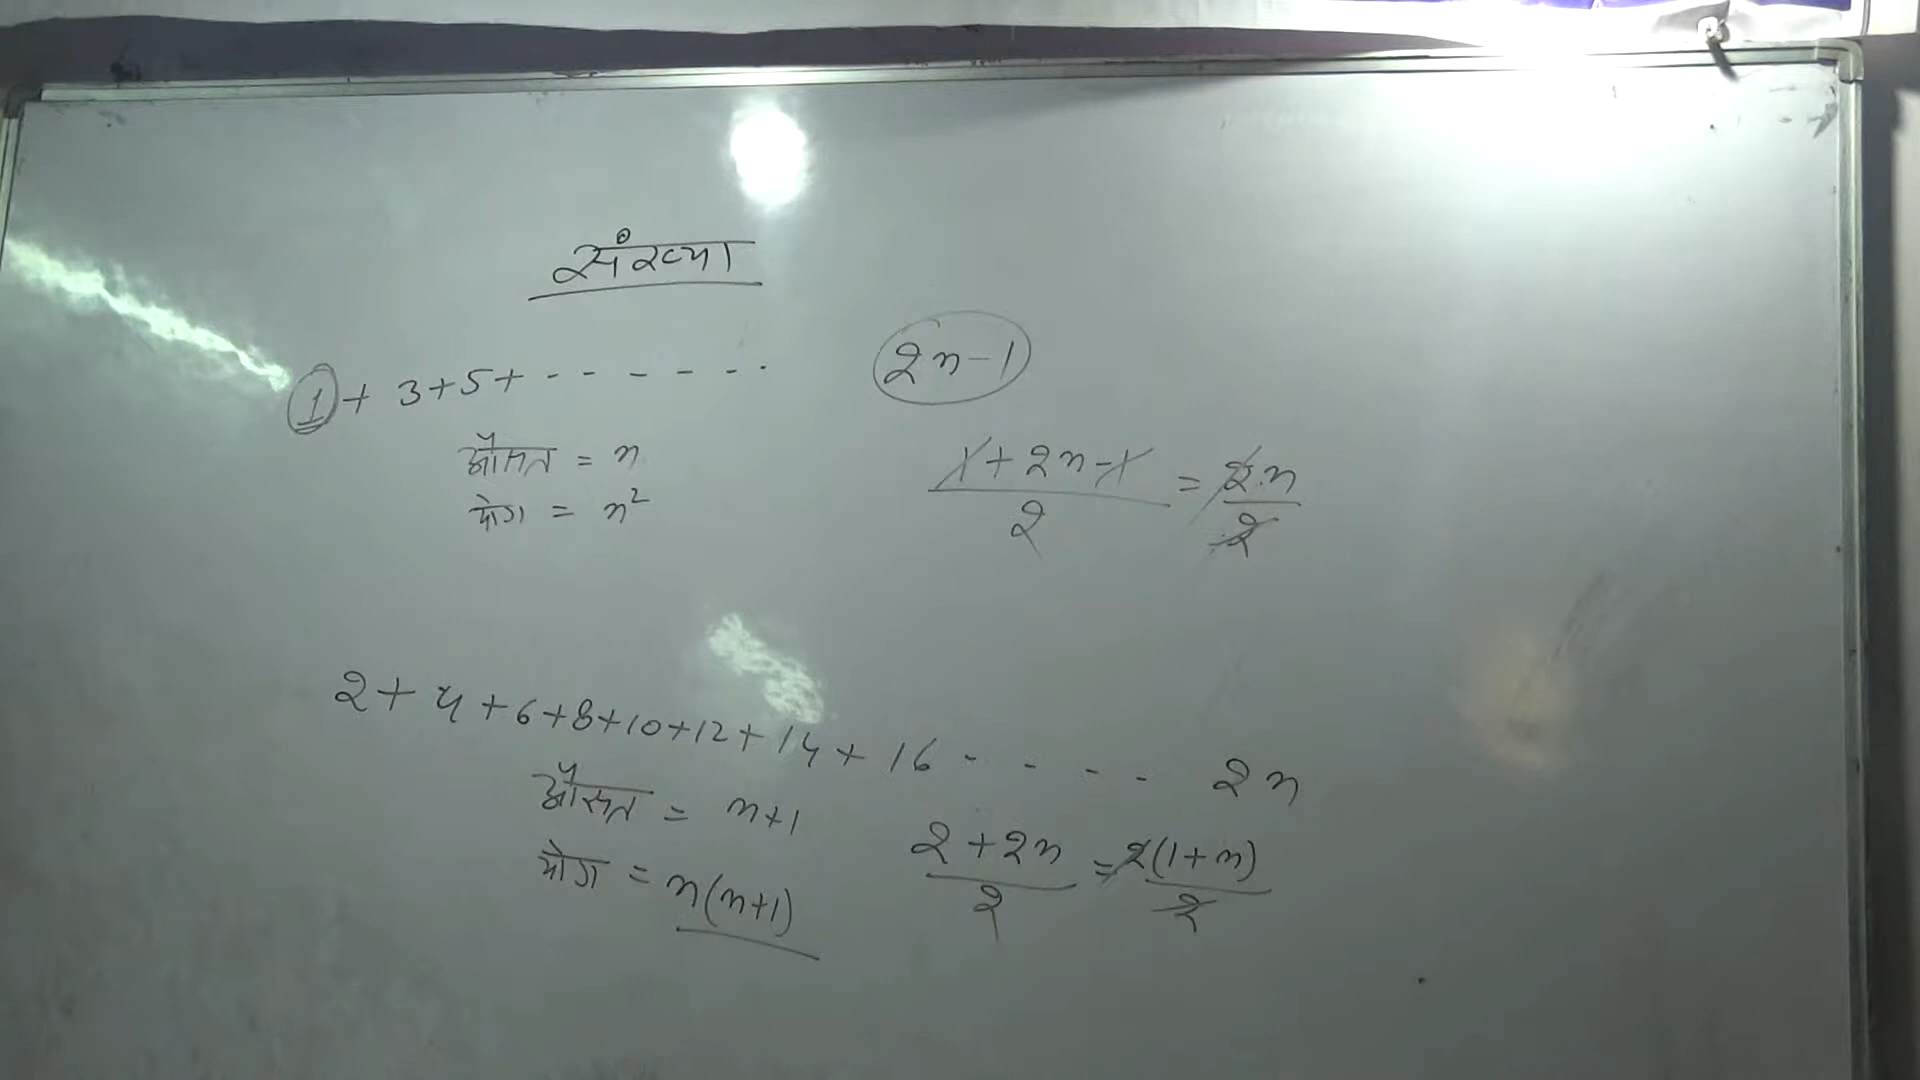 संख्या
1 + 3 + 5 + - - - - - - . 2n-1
औसत = n
योग = n²
1 + 2n - 1 / 2 = 2.n / 2
2 + 4 + 6 + 8 + 10 + 12 + 14 + 16 - - - - 2n
औसत = n+1
योग = n(n+1)
2 + 2n / 2 = 2(1+n) / 2